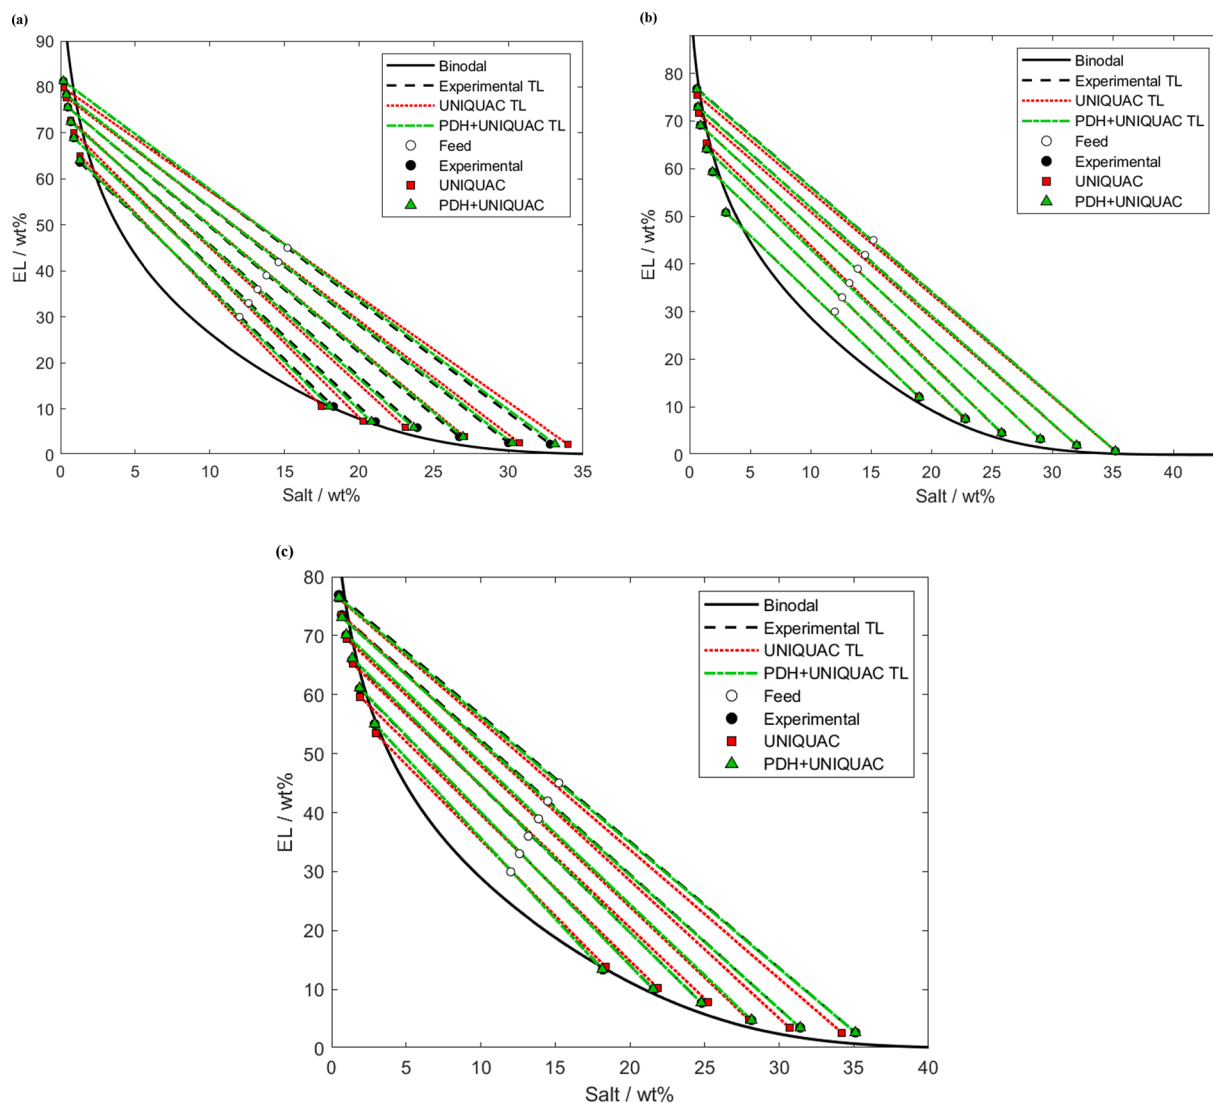 (a)
90
80
70
60
50
40
30
20
10
0
EL / wt%
0 5 10 15 20 25 30 35
Salt / wt%
Binodal
Experimental TL
UNIQUAC TL
PDH+UNIQUAC TL
Feed
Experimental
UNIQUAC
PDH+UNIQUAC
(b)
80
70
60
50
40
30
20
10
0
EL / wt%
0 5 10 15 20 25 30 35 40
Salt / wt%
Binodal
Experimental TL
UNIQUAC TL
PDH+UNIQUAC TL
Feed
Experimental
UNIQUAC
PDH+UNIQUAC
(c)
80
70
60
50
40
30
20
10
0
EL / wt%
0 5 10 15 20 25 30 35 40
Salt / wt%
Binodal
Experimental TL
UNIQUAC TL
PDH+UNIQUAC TL
Feed
Experimental
UNIQUAC
PDH+UNIQUAC